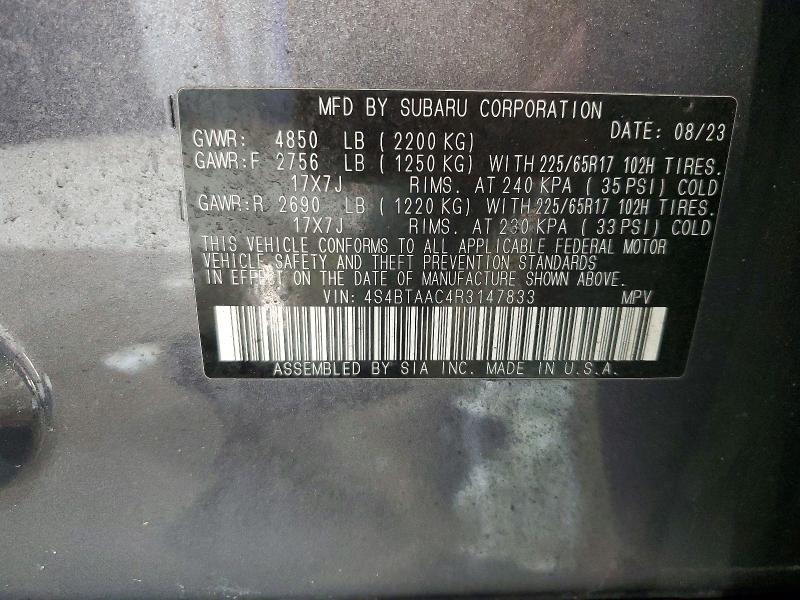 MFD BY SUBARU CORPORATION
DATE: 08/23
GVWR: 4850 LB ( 2200 KG)
GAWR:F 2756 LB ( 1250 KG) WITH 225/65R17 102H TIRES.
17X7J RIMS. AT 240 KPA ( 35 PSI) COLD
GAWR:R 2690 LB ( 1220 KG) WITH 225/65R17 102H TIRES.
17X7J RIMS. AT 230 KPA ( 33 PSI) COLD
THIS VEHICLE CONFORMS TO ALL APPLICABLE FEDERAL MOTOR
VEHICLE SAFETY AND THEFT PREVENTION STANDARDS
IN EFFECT ON THE DATE OF MANUFACTURE SHOWN ABOVE.
VIN: 4S4BTAAC4R3147833 MPV
ASSEMBLED BY SIA INC. MADE IN U.S.A.